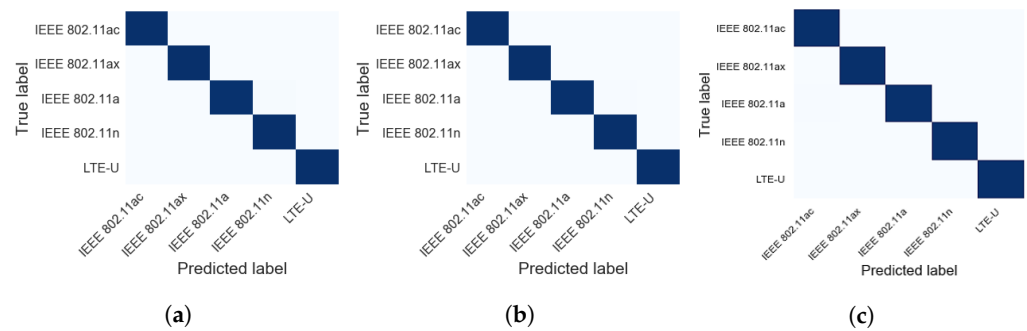 True label
IEEE 802.11ac
IEEE 802.11ax
IEEE 802.11a
IEEE 802.11n
LTE-U
IEEE 802.11ac
IEEE 802.11ax
IEEE 802.11a
IEEE 802.11n
LTE-U
Predicted label
(a)
True label
IEEE 802.11ac
IEEE 802.11ax
IEEE 802.11a
IEEE 802.11n
LTE-U
IEEE 802.11ac
IEEE 802.11ax
IEEE 802.11a
IEEE 802.11n
LTE-U
Predicted label
(b)
True label
IEEE 802.11ac
IEEE 802.11ax
IEEE 802.11a
IEEE 802.11n
LTE-U
IEEE 802.11ac
IEEE 802.11ax
IEEE 802.11a
IEEE 802.11n
LTE-U
Predicted label
(c)